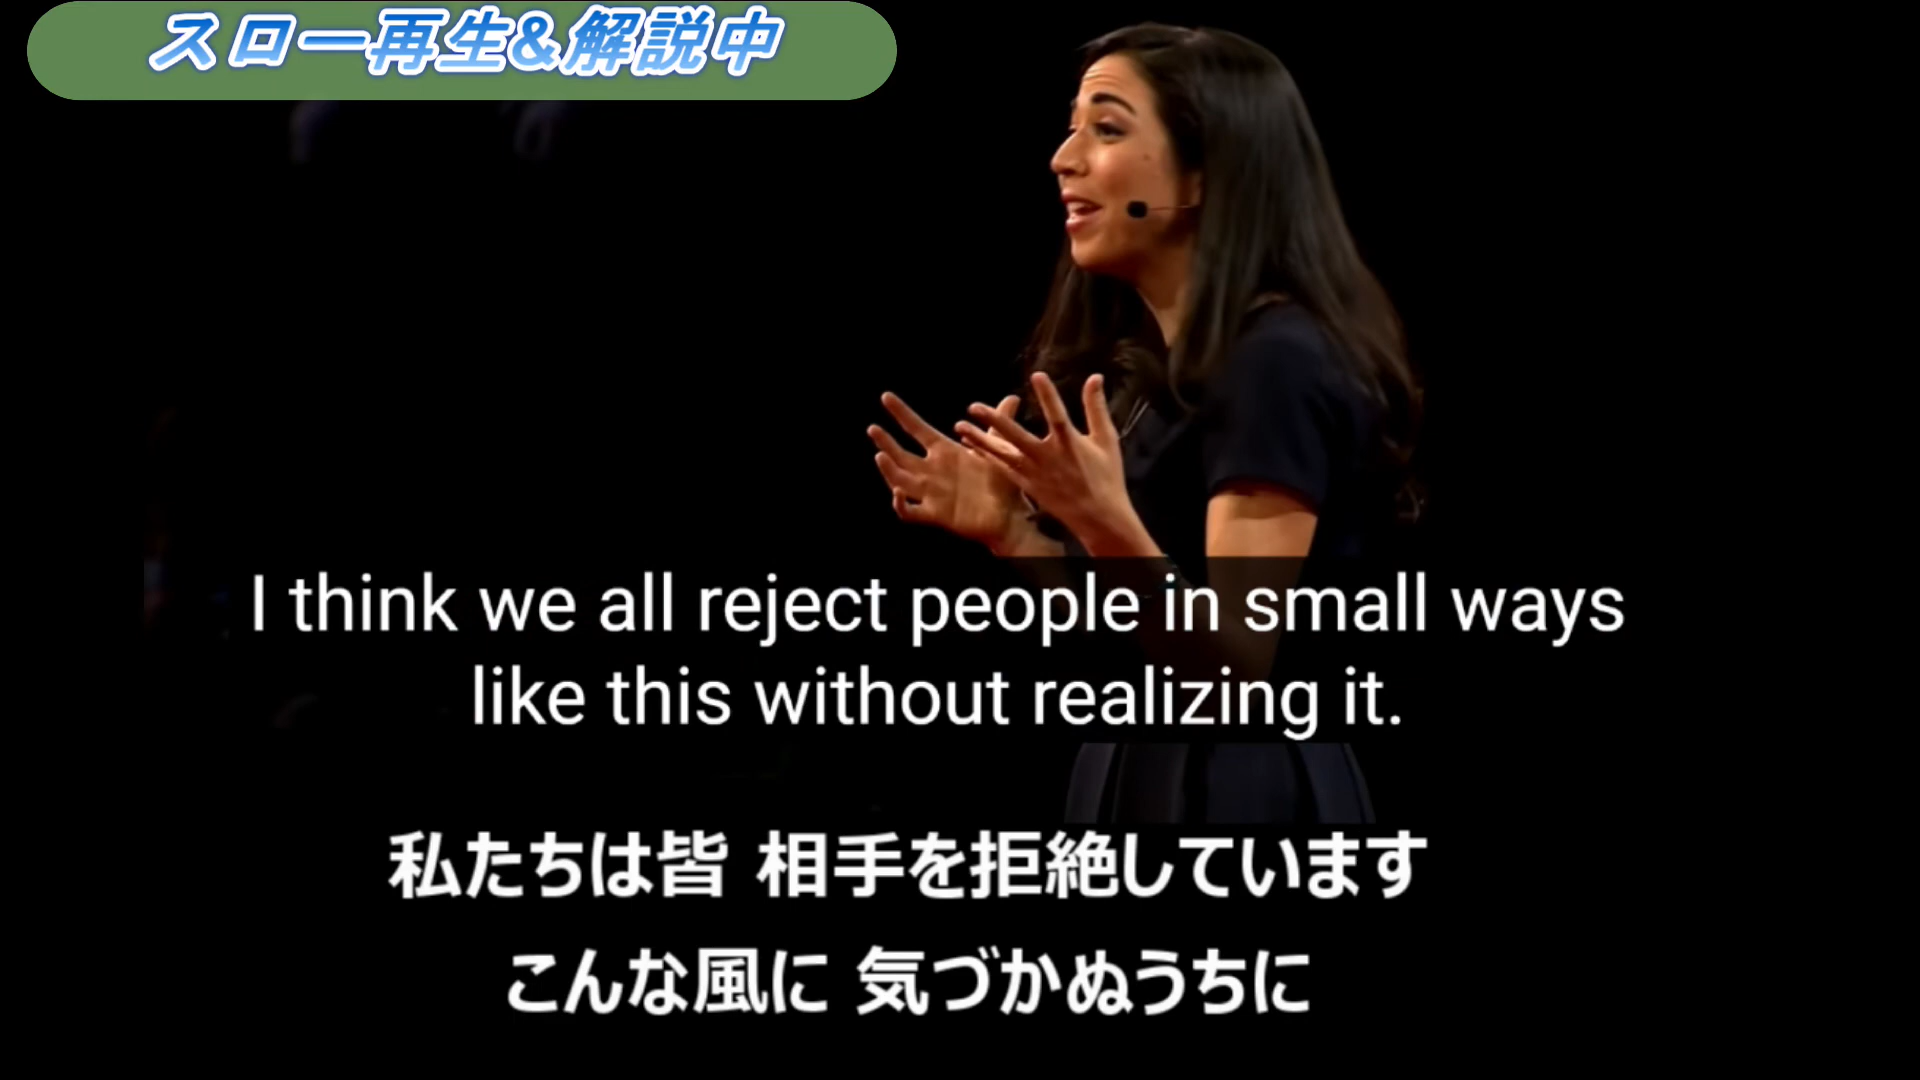 スロー再生&解説中
I think we all reject people in small ways
like this without realizing it.
私たちは皆 相手を拒絶しています
こんな風に 気づかぬうちに